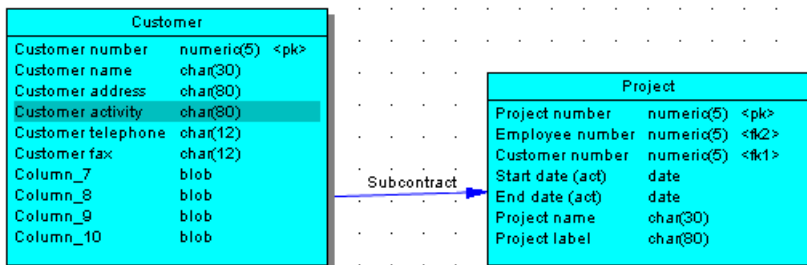 Customer
Customer number numeric(5) <pk>
Customer name char(30)
Customer address char(80)
Customer activity char(80)
Customer telephone char(12)
Customer fax char(12)
Column_7 blob
Column_8 blob
Column_9 blob
Column_10 blob
Subcontract
Project
Project number numeric(5) <pk>
Employee number numeric(5) <fk2>
Customer number numeric(5) <fk1>
Start date (act) date
End date (act) date
Project name char(30)
Project label char(80)